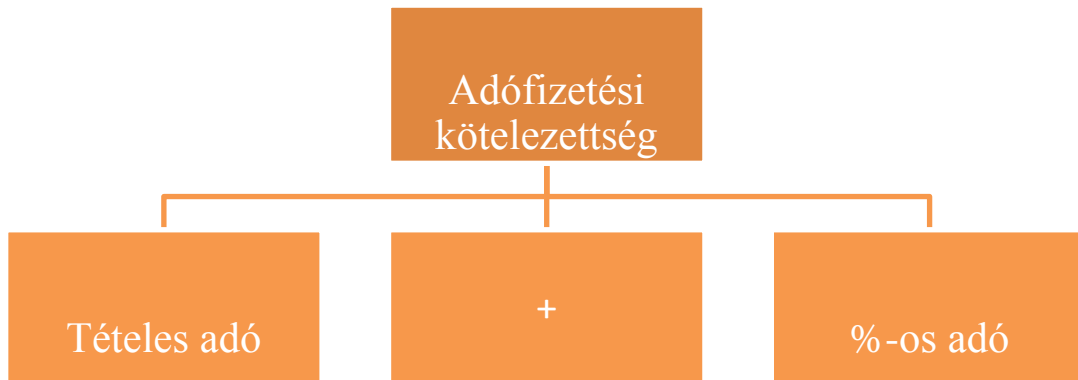 Adófizetési
kötelezettség
Tételes adó
+
%-os adó